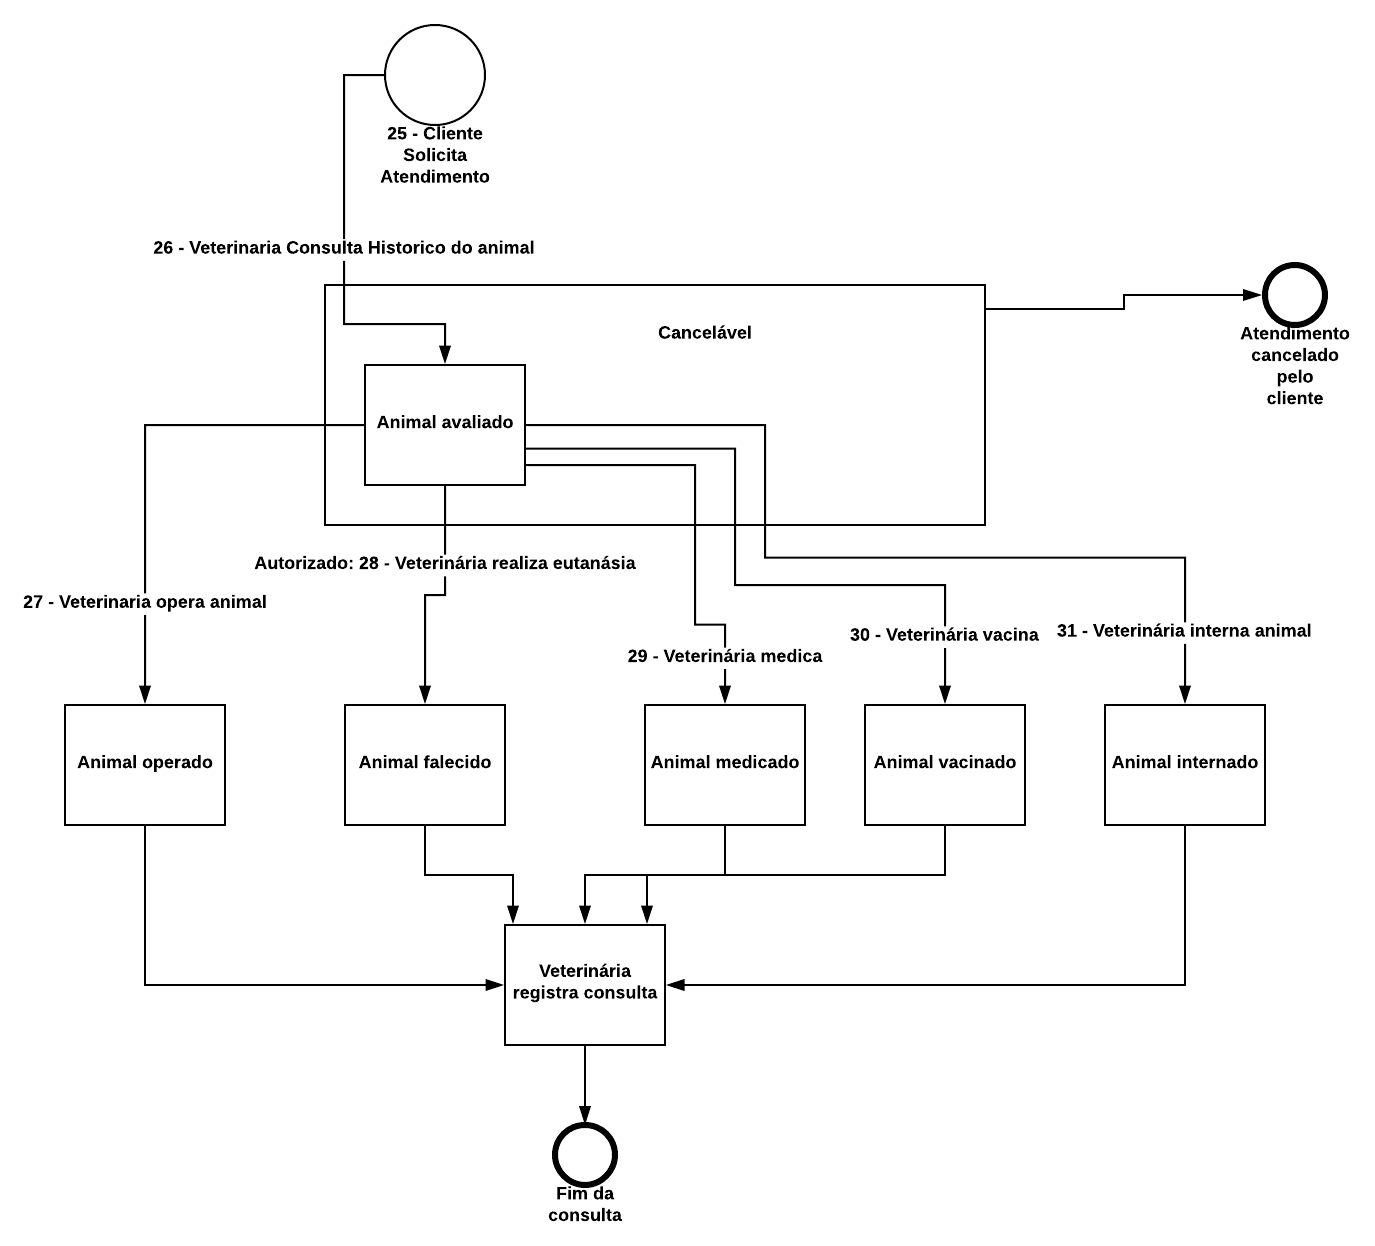 25 - Cliente
Solicita
Atendimento
26 - Veterinaria Consulta Historico do animal
Cancelável
Atendimento
cancelado
pelo
cliente
Animal avaliado
Autorizado: 28 - Veterinária realiza eutanásia
27 - Veterinaria opera animal
29 - Veterinária medica
30 - Veterinária vacina
31 - Veterinária interna animal
Animal operado
Animal falecido
Animal medicado
Animal vacinado
Animal internado
Veterinária
registra consulta
Fim da
consulta